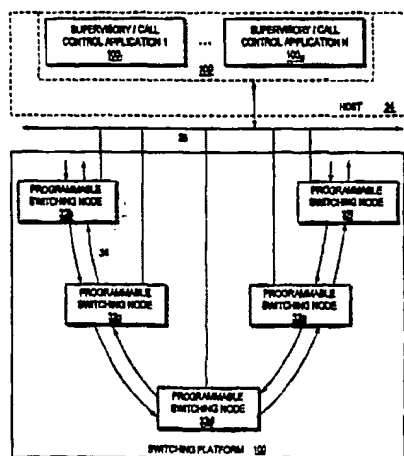 SUPERVISORY / CALL
CONTROL APPLICATION 1
SUPERVISORY / CALL
CONTROL APPLICATION N
...
HOST
PROGRAMMABLE
SWITCHING NODE
PROGRAMMABLE
SWITCHING NODE
34
PROGRAMMABLE
SWITCHING NODE
PROGRAMMABLE
SWITCHING NODE
PROGRAMMABLE
SWITCHING NODE
SWITCHING PLATFORM